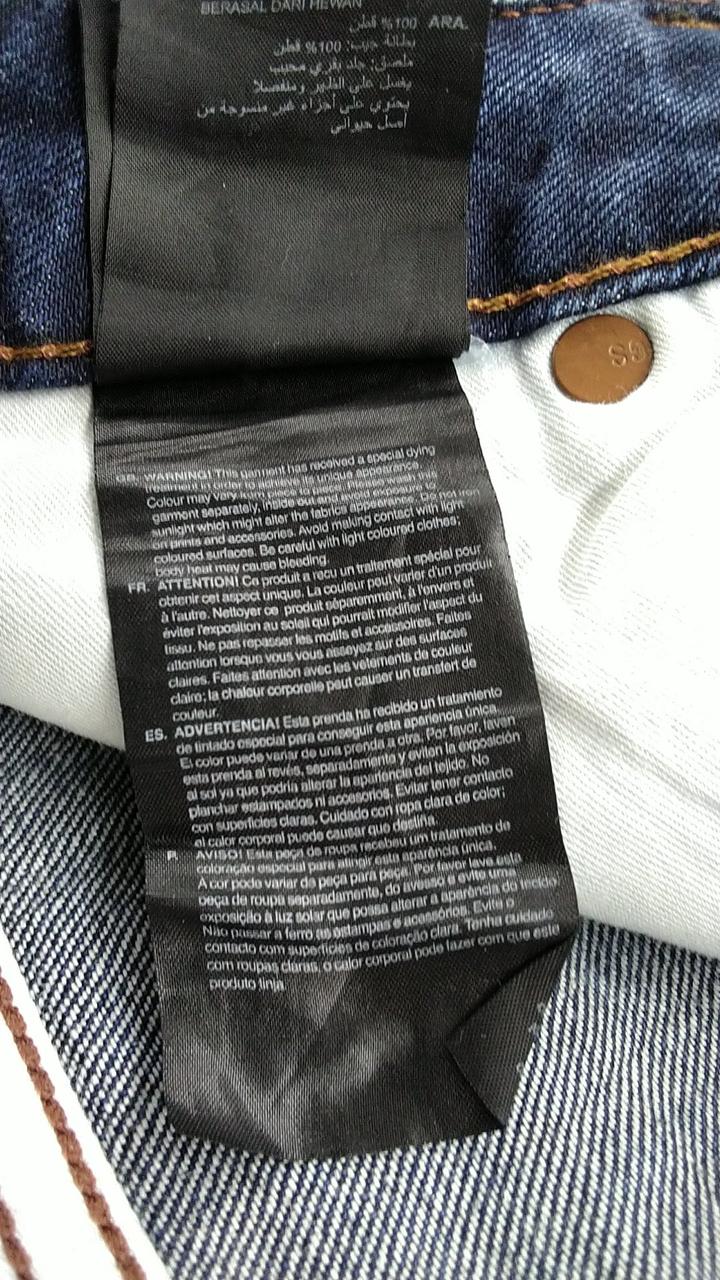 BERASAL DARI HEWAN
ARA. %100 قطن
بطانة جيب: 100% قطن
ملصق: جلد بقري محبب
يغسل على الظهر ومنفصلا
يحتوي على أجزاء غير منسوجة من
أصل حيواني
GB. WARNING! This garment has received a special dying
treatment in order to its unique appearance.
Colour may vary piece to wash
garment separately, inside out and avoid exposure to
sunlight which might alter the fabrics appearance. Do not iron
on prints and accessories. Avoid making contact with light
coloured surfaces. Be careful with light coloured clothes;
body heat may cause bleeding.
FR. ATTENTION! Ce produit a recu un traitement spécial pour
obtenir cet aspect unique. La couleur peut varier d'un produit
à l'autre. Nettoyer ce produit séparemment, à l'envers et
éviter l'exposition au soleil qui pourrait modifier l'aspect du
tissu. Ne pas repasser les motifs et accessoires. Faites
attention lorsque vous vous asseyez sur des surfaces
claires. Faites attention avec les vetements de couleur
claire; la chaleur corporelle peut causer un transfert de
couleur.
ES. ADVERTENCIA! Esta prenda ha recibido un tratamiento
de tintado especial para conseguir esta apariencia única.
El color puede variar de una prenda a otra. Por favor, laven
esta prenda al revés, separadamente y eviten la exposición
al sol ya que podría alterar la apariencia del tejido. No
planchar estampados ni accesorios. Evitar tener contacto
con superficies claras. Cuidado con ropa clara de color;
el calor corporal puede causar que destiña.
P. AVISO! Esta peça de roupa recebeu um tratamento de
coloração especial para atingir esta aparência única.
A cor pode variar de peça para peça. Por favor lave esta
peça de roupa separadamente, do avesso e evite uma
exposição à luz solar que possa alterar a aparência do tecido
Não passar a ferro as estampas e acessórios. Evite o
contacto com superfícies de coloração clara. Tenha cuidado
com roupas claras, o calor corporal pode fazer com que este
produto tinja.